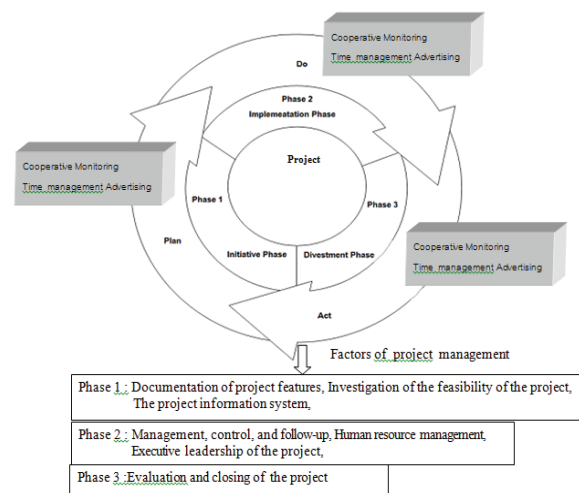 Cooperative Monitoring
Time management Advertising
Do
Phase 2
Implemeatation Phase
Project
Cooperative Monitoring
Time management Advertising
Phase 1
Phase 3
Plan
Initiative Phase
Divestment Phase
Cooperative Monitoring
Time management Advertising
Act
Factors of project management
Phase 1 : Documentation of project features, Investigation of the feasibility of the project,
The project information system,
Phase 2 : Management, control, and follow-up, Human resource management,
Executive leadership of the project,
Phase 3 :Evaluation and closing of the project